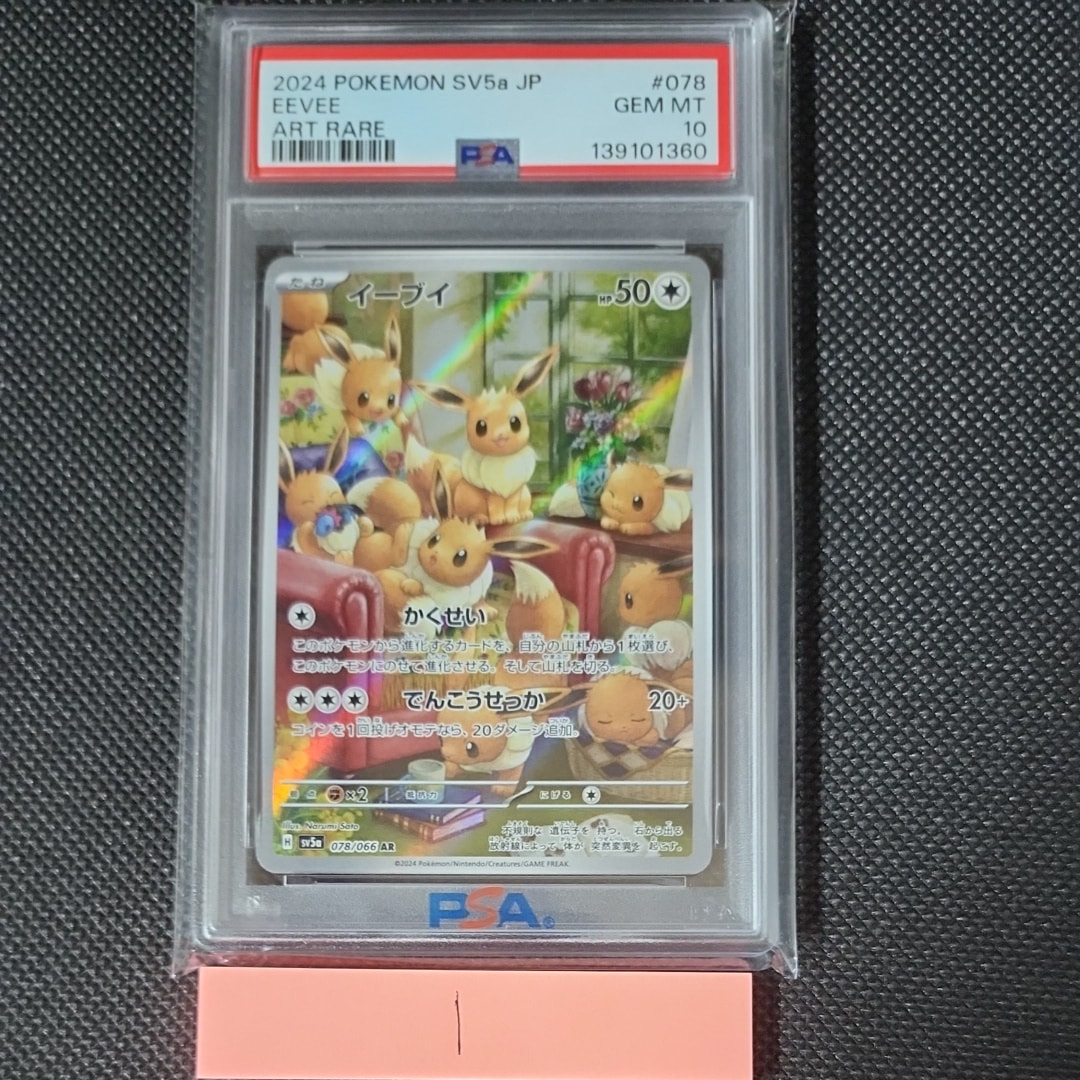 2024 POKEMON SV5a JP #078
EEVEE GEM MT
ART RARE 10
PSA 139101360
たね イーブイ HP50
かくせい
このポケモンから進化するカードを、自分の山札から1枚選び、
このポケモンにのせて進化させる。そして山札を切る。
でんこうせっか 20+
コインを1回投げオモテなら、20ダメージ追加。
×2 抵抗力 にげる
Illus. Narumi Sato
不規則な 遺伝子を 持つ。 石から出る
H sv5a 078/066 AR
放射線によって 体が 突然変異を 起こす。
©2024 Pokémon/Nintendo/Creatures/GAME FREAK.
PSA®
1